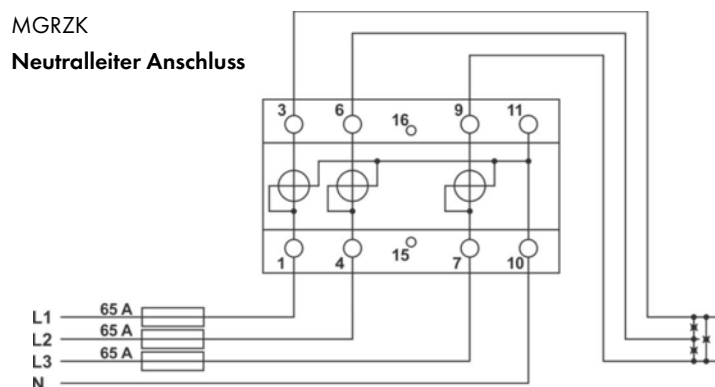 MGRZK
Neutralleiter Anschluss
3 6 16 9 11
1 4 15 7 10
L1 65 A
L2 65 A
L3 65 A
N